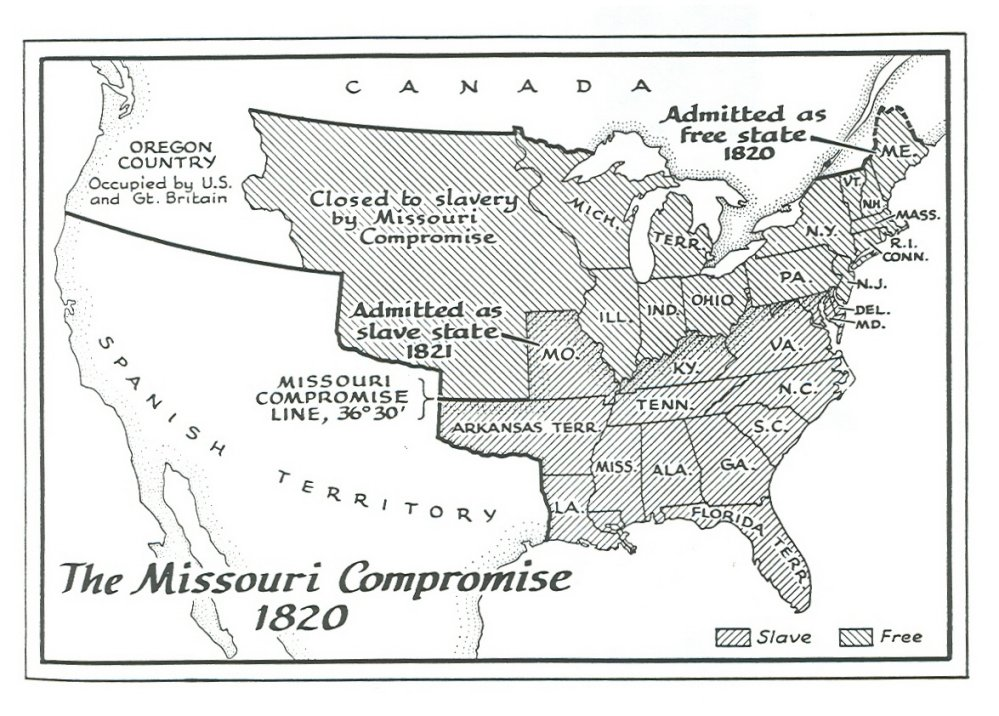 CANADA
Admitted as
free state
1820
OREGON
COUNTRY
Occupied by U.S.
and Gt. Britain
ME.
VT.
NH.
MASS.
R.I.
CONN.
N.Y.
Closed to slavery
by Missouri
Compromise
MICH.
TERR.
PA.
N.J.
DEL.
MD.
OHIO
IND.
ILL.
Admitted as
slave state
1821
MO.
VA.
KY.
MISSOURI
COMPROMISE
LINE, 36°30'
N.C.
TENN.
ARKANSAS TERR.
S.C.
SPANISH
TERRITORY
MISS.
ALA.
GA.
LA.
FLORIDA TERR.
The Missouri Compromise
1820
Slave
Free